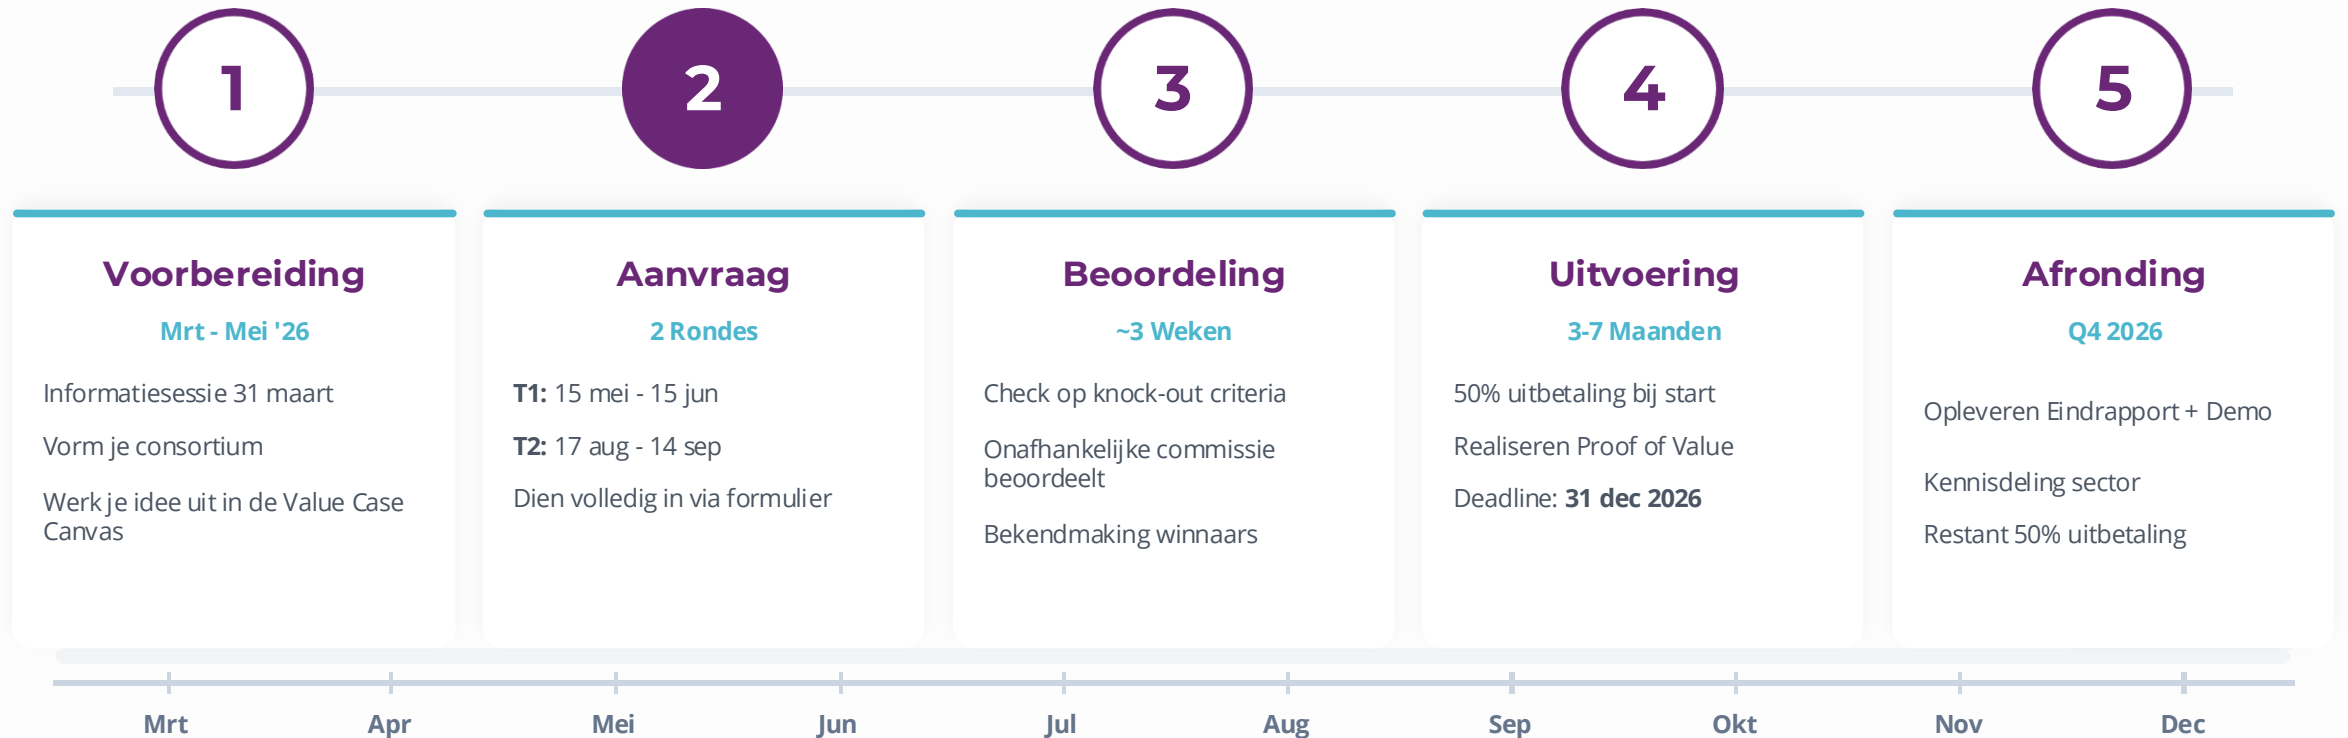 1
2
3
4
5
Voorbereiding
Mrt - Mei '26
Informatiesessie 31 maart
Vorm je consortium
Werk je idee uit in de Value Case
Canvas
Aanvraag
2 Rondes
T1: 15 mei - 15 jun
T2: 17 aug - 14 sep
Dien volledig in via formulier
Beoordeling
~3 Weken
Check op knock-out criteria
Onafhankelijke commissie
beoordeelt
Bekendmaking winnaars
Uitvoering
3-7 Maanden
50% uitbetaling bij start
Realiseren Proof of Value
Deadline: 31 dec 2026
Afronding
Q4 2026
Opleveren Eindrapport + Demo
Kennisdeling sector
Restant 50% uitbetaling
Mrt Apr Mei Jun Jul Aug Sep Okt Nov Dec